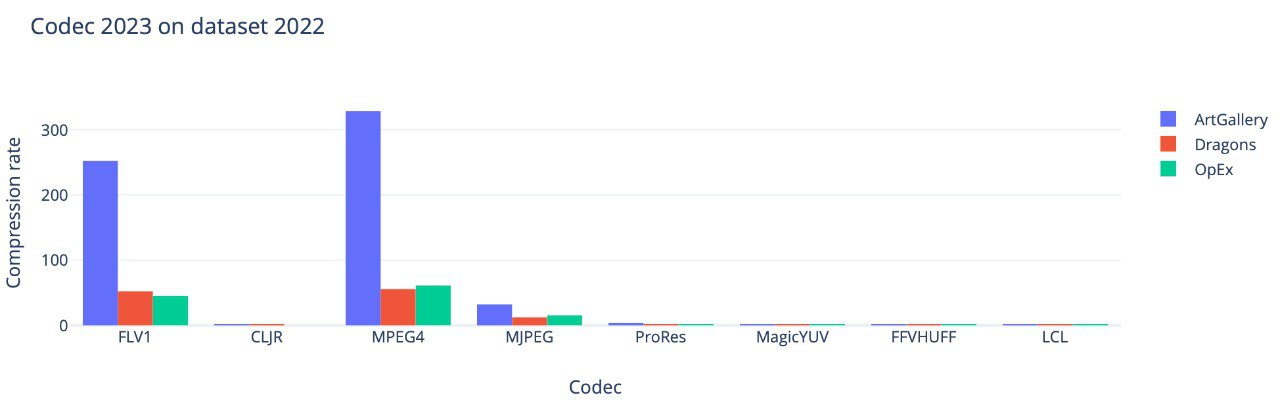 Codec 2023 on dataset 2022
Compression rate
300
200
100
0
FLV1 CLJR MPEG4 MJPEG ProRes MagicYUV FFVHUFF LCL
Codec
ArtGallery
Dragons
OpEx